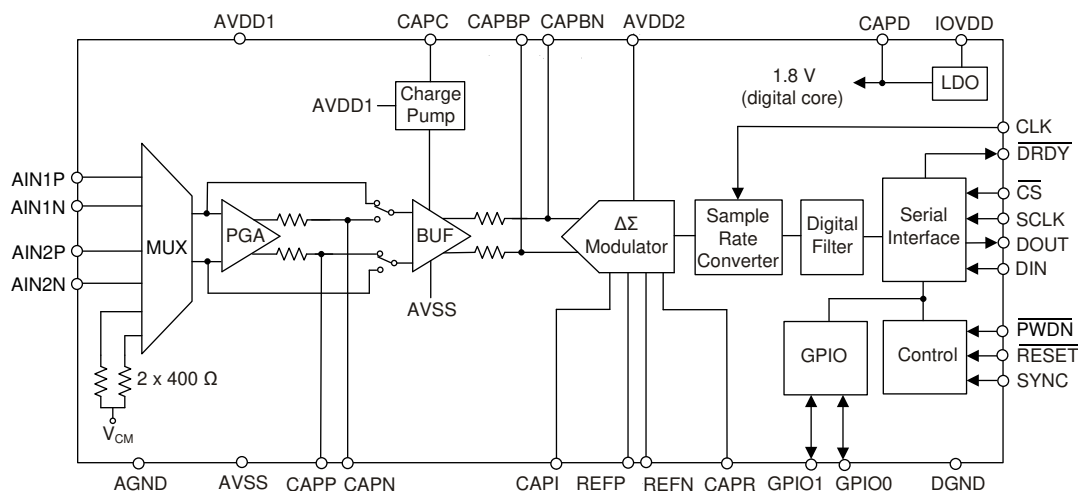 AVDD1
CAPC
CAPBP
CAPBN
AVDD2
CAPD
IOVDD
1.8 V
(digital core)
LDO
AVDD1
Charge
Pump
CLK
DRDY
CS
SCLK
DOUT
DIN
AIN1P
AIN1N
AIN2P
AIN2N
MUX
PGA
BUF
AVSS
ΔΣ
Modulator
Sample
Rate
Converter
Digital
Filter
Serial
Interface
GPIO
Control
PWDN
RESET
SYNC
2 x 400 Ω
VCM
AGND
AVSS
CAPP
CAPN
CAPI
REFP
REFN
CAPR
GPIO1
GPIO0
DGND